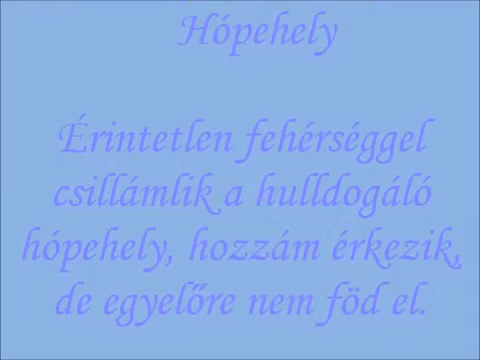 Hópehely
Érintetlen fehérséggel
csillámlik a hulldogáló
hópehely, hozzám érkezik,
de egyelőre nem föd el.